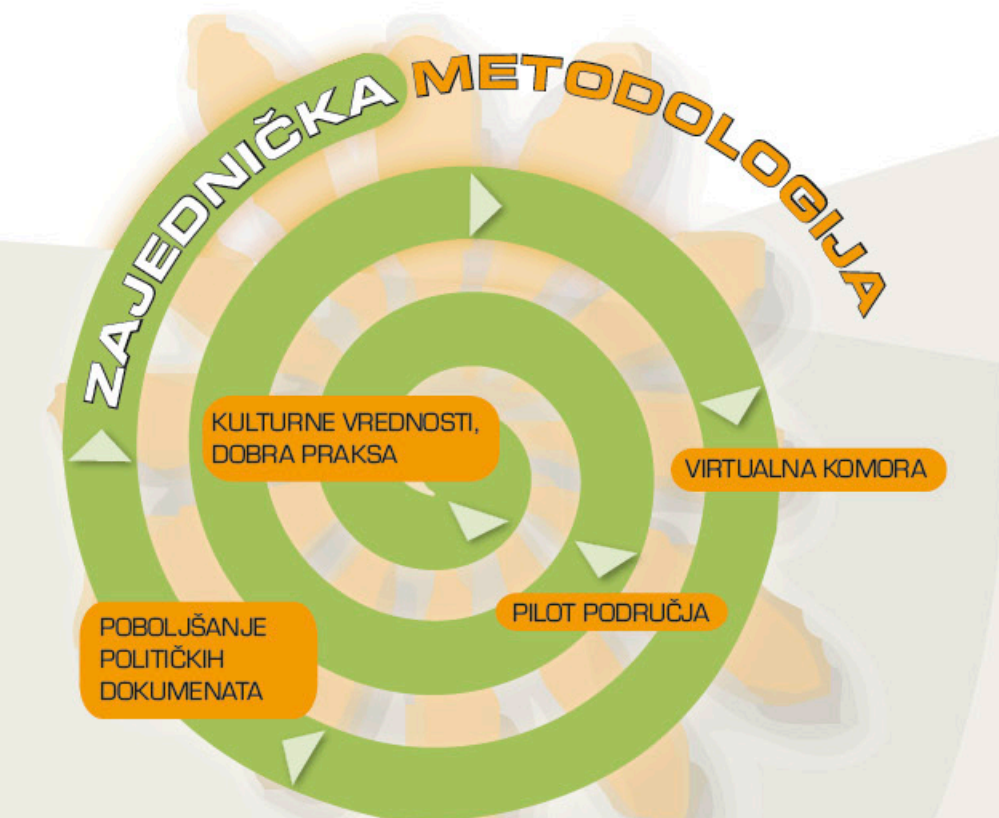 ZAJEDNIČKA METODOLOGIJA
KULTURNE VREDNOSTI,
DOBRA PRAKSA
VIRTUALNA KOMORA
PILOT PODRUČJA
POBOLJŠANJE
POLITIČKIH
DOKUMENATA